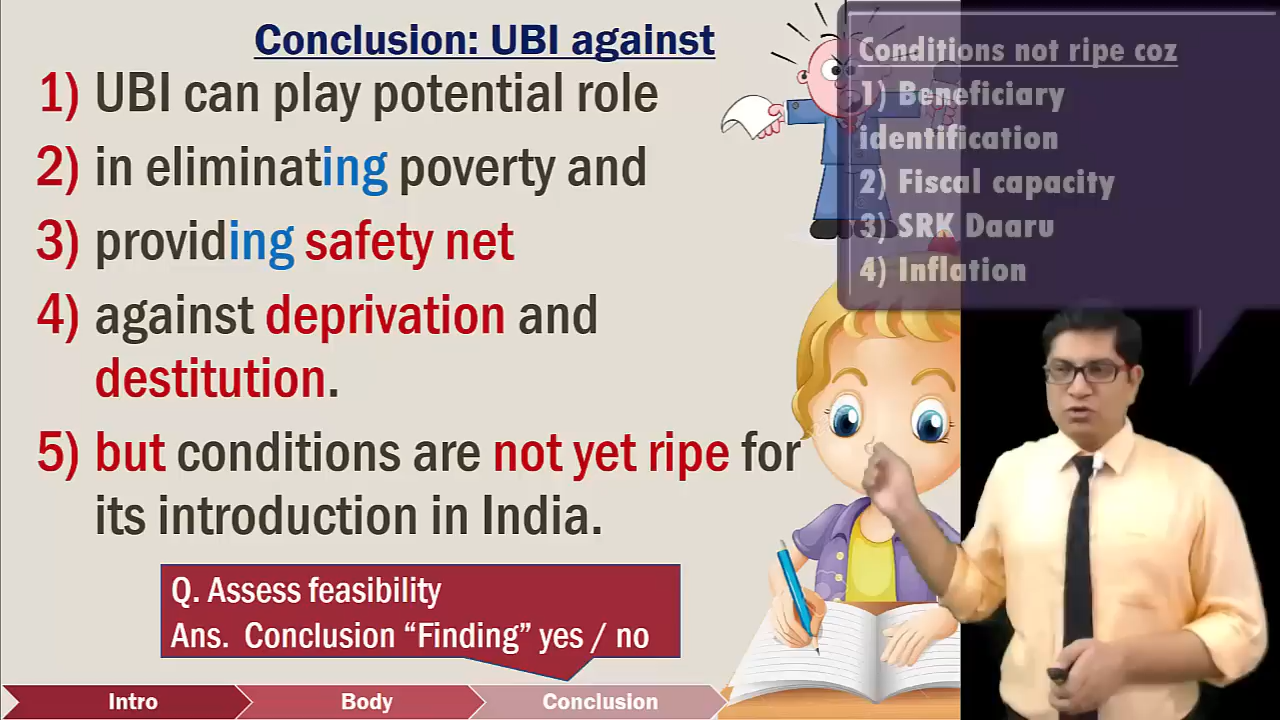 Conclusion: UBI against
1) UBI can play potential role
2) in eliminating poverty and
3) providing safety net
4) against deprivation and
destitution.
5) but conditions are not yet ripe for
its introduction in India.
Conditions not ripe coz
1) Beneficiary
identification
2) Fiscal capacity
3) SRK Daaru
4) Inflation
Q. Assess feasibility
Ans. Conclusion “Finding” yes / no
Intro
Body
Conclusion